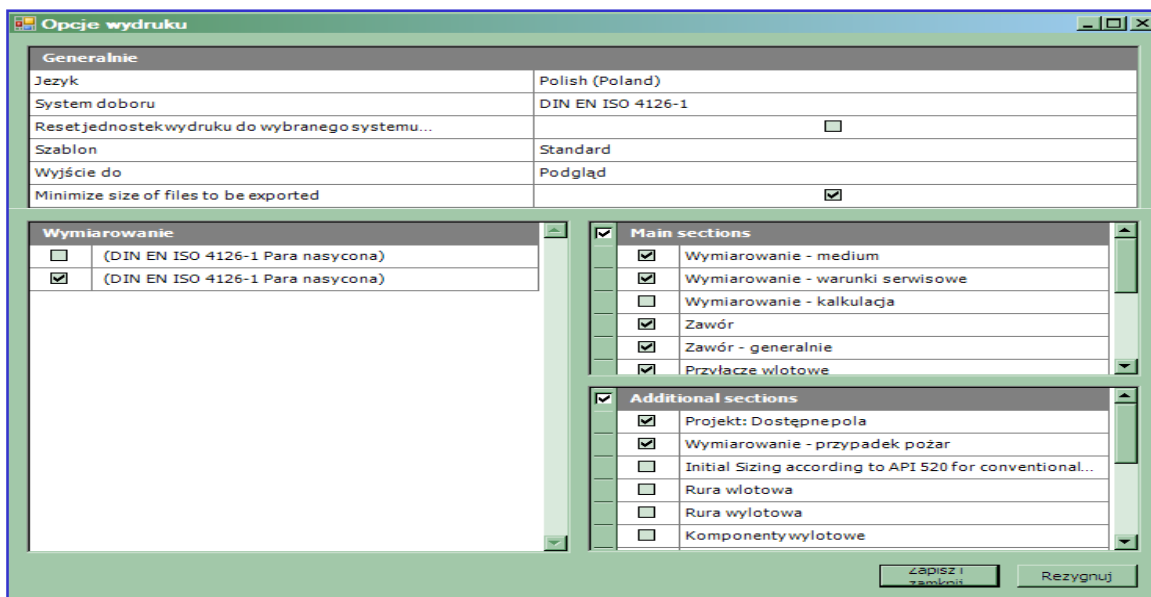 Opcje wydruku
Generalnie
Jezyk Polish (Poland)
System doboru DIN EN ISO 4126-1
Reset jednostek wydruku do wybranego systemu...
Szablon Standard
Wyjście do Podgląd
Minimize size of files to be exported
Wymiarowanie
(DIN EN ISO 4126-1 Para nasycona)
(DIN EN ISO 4126-1 Para nasycona)
Main sections
Wymiarowanie - medium
Wymiarowanie - warunki serwisowe
Wymiarowanie - kalkulacja
Zawór
Zawór - generalnie
Przyłącze wlotowe
Additional sections
Projekt: Dostępne pola
Wymiarowanie - przypadek pożar
Initial Sizing according to API 520 for conventional...
Rura wlotowa
Rura wylotowa
Komponenty wylotowe
Zapisz i
zamknij
Rezygnuj